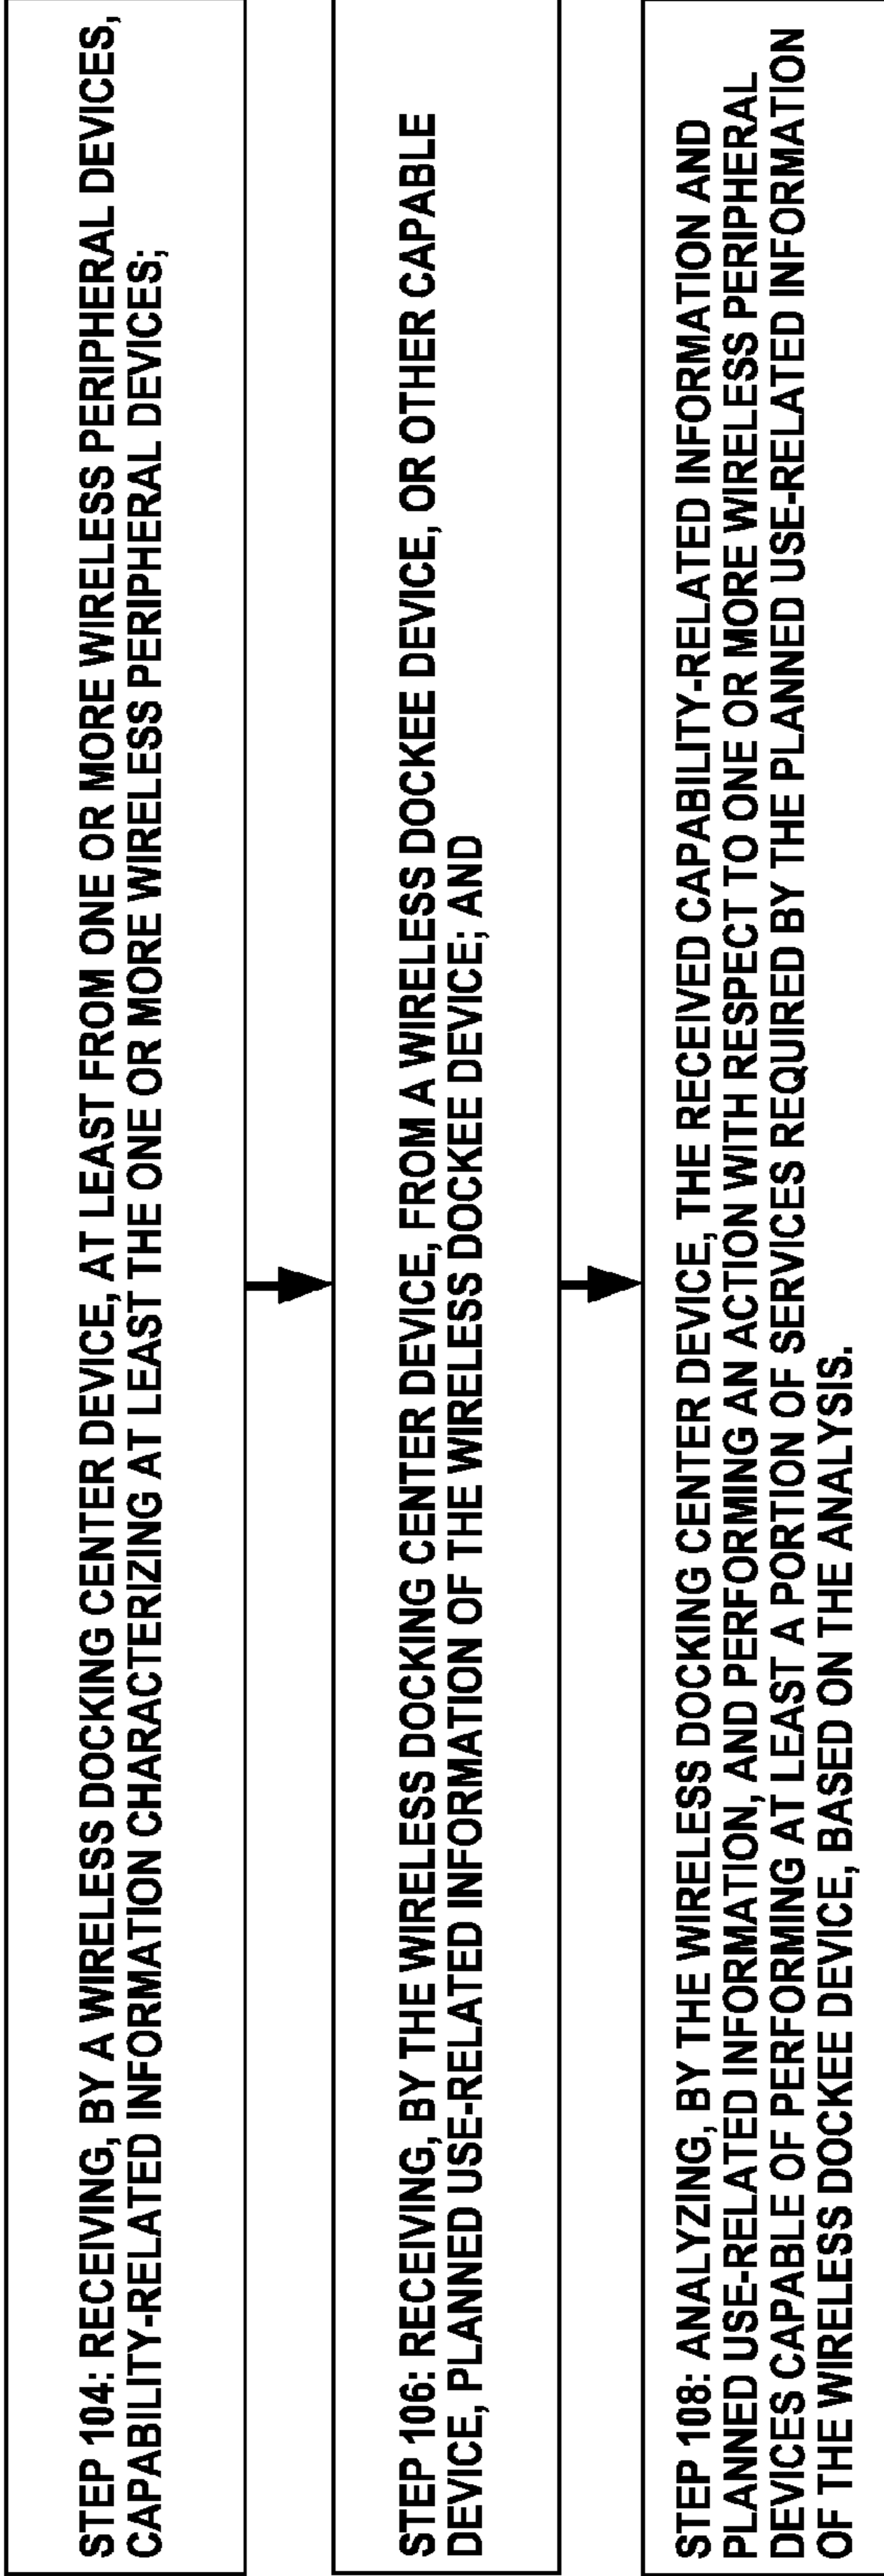 STEP 104: RECEIVING, BY A WIRELESS DOCKING CENTER DEVICE, AT LEAST FROM ONE OR MORE WIRELESS PERIPHERAL DEVICES,
CAPABILITY-RELATED INFORMATION CHARACTERIZING AT LEAST THE ONE OR MORE WIRELESS PERIPHERAL DEVICES;
STEP 106: RECEIVING, BY THE WIRELESS DOCKING CENTER DEVICE, FROM A WIRELESS DOCKEE DEVICE, OR OTHER CAPABLE
DEVICE, PLANNED USE-RELATED INFORMATION OF THE WIRELESS DOCKEE DEVICE; AND
STEP 108: ANALYZING, BY THE WIRELESS DOCKING CENTER DEVICE, THE RECEIVED CAPABILITY-RELATED INFORMATION AND
PLANNED USE-RELATED INFORMATION, AND PERFORMING AN ACTION WITH RESPECT TO ONE OR MORE WIRELESS PERIPHERAL
DEVICES CAPABLE OF PERFORMING AT LEAST A PORTION OF SERVICES REQUIRED BY THE PLANNED USE-RELATED INFORMATION
OF THE WIRELESS DOCKEE DEVICE, BASED ON THE ANALYSIS.